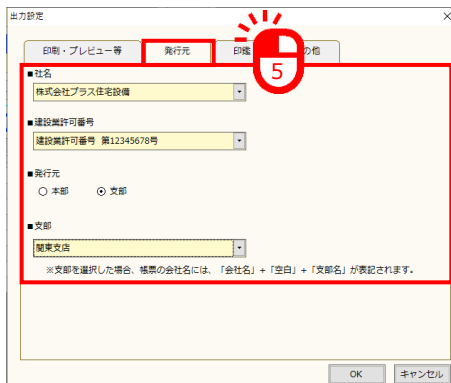 出力設定
印刷・プレビュー等 発行元 印鑑 の他
5
■社名
株式会社プラス住宅設備
■建設業許可番号
建設業許可番号 第12345678号
■発行元
本部 支部
■支部
関東支店
※支部を選択した場合、帳票の会社名には、「会社名」+「空白」+「支部名」が表記されます。
OK キャンセル